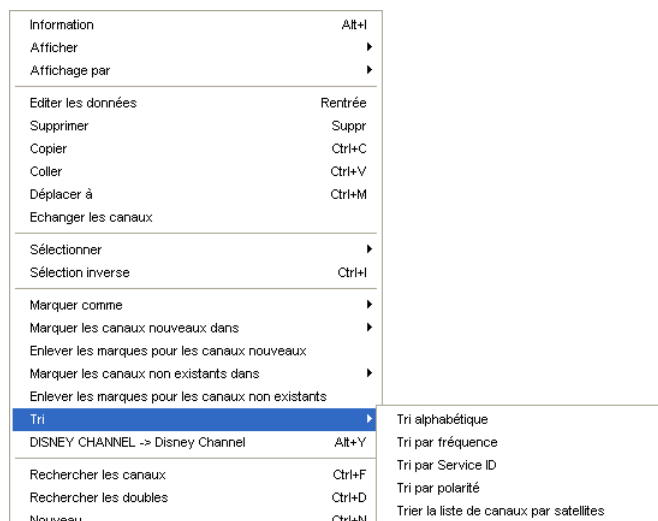 Information Alt+I
Afficher
Affichage par
Editer les données Rentrée
Supprimer Suppr
Copier Ctrl+C
Coller Ctrl+V
Déplacer à Ctrl+M
Echanger les canaux
Sélectionner
Sélection inverse Ctrl+I
Marquer comme
Marquer les canaux nouveaux dans
Enlever les marques pour les canaux nouveaux
Marquer les canaux non existants dans
Enlever les marques pour les canaux non existants
Tri
DISNEY CHANNEL -> Disney Channel Alt+Y
Rechercher les canaux Ctrl+F
Rechercher les doubles Ctrl+D
Nouveau Ctrl+N
Tri alphabétique
Tri par fréquence
Tri par Service ID
Tri par polarité
Trier la liste de canaux par satellites